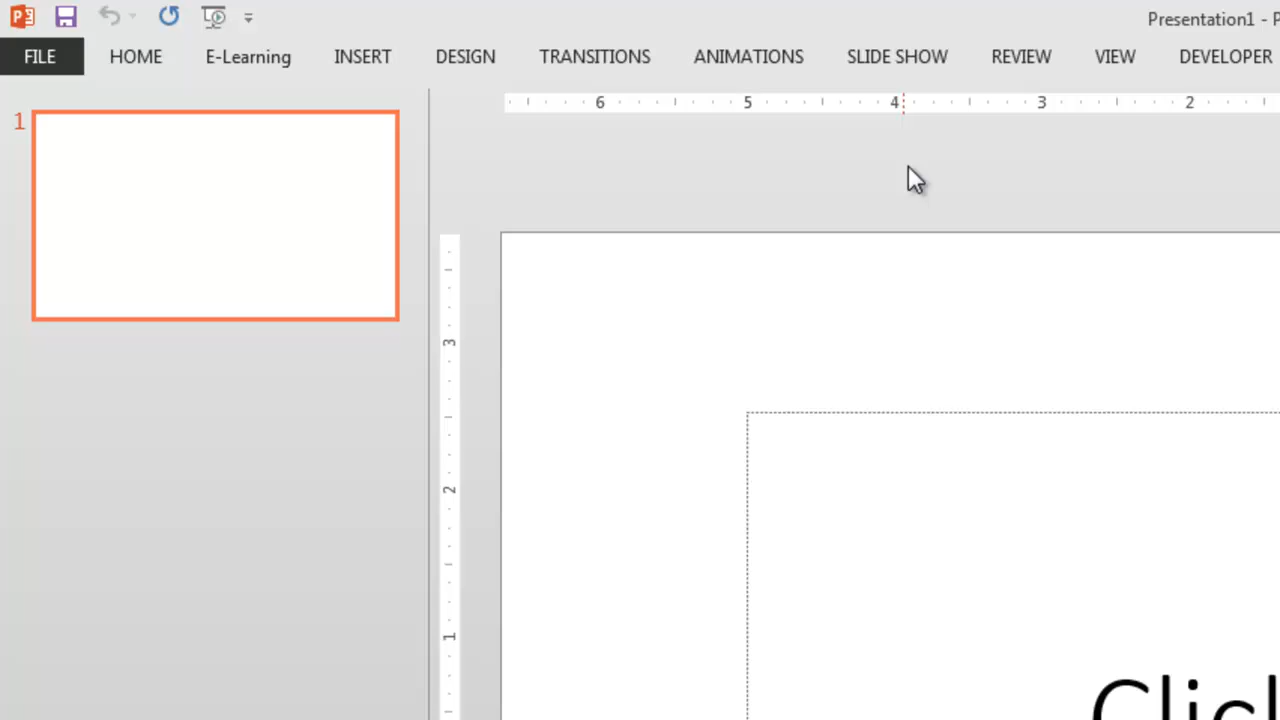 Presentation1 - P
FILE HOME E-Learning INSERT DESIGN TRANSITIONS ANIMATIONS SLIDE SHOW REVIEW VIEW DEVELOPER
6 5 4 3 2
1
3
2
1
Click